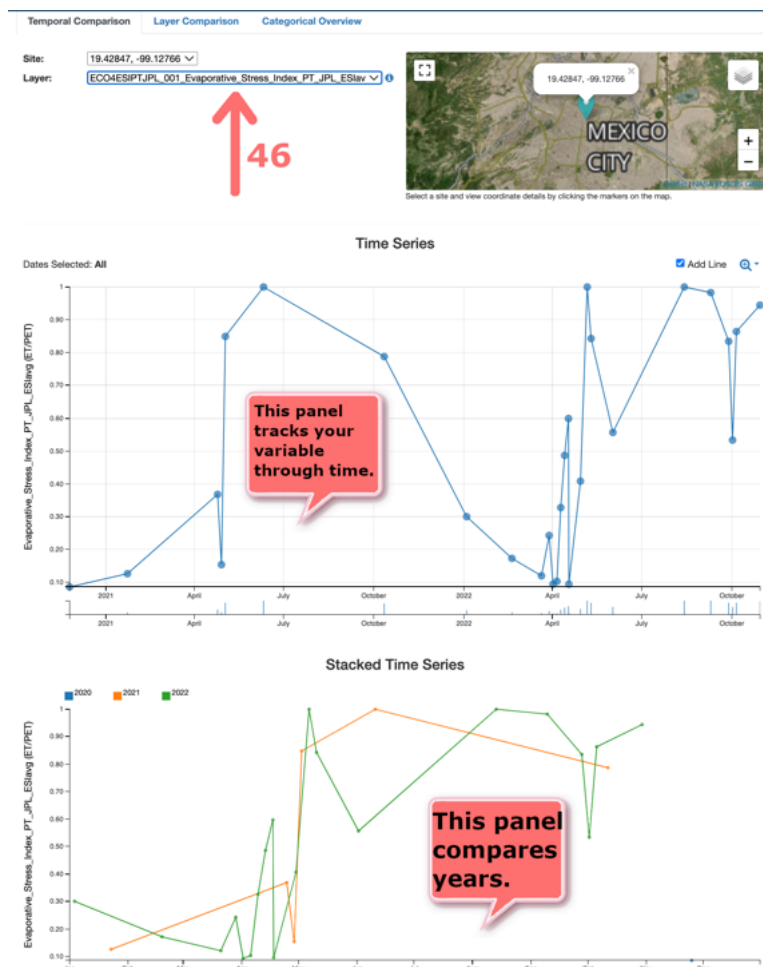 Temporal Comparison Layer Comparison Categorical Overview
Site: 19.42847, -99.12766
Layer: ECO4ESIPTJPL_001_Evaporative_Stress_Index_PT_JPL_ESIav
46
19.42847, -99.12766 ×
MEXICO
CITY
+
−
Select a site and view coordinate details by clicking the markers on the map.
Time Series
Dates Selected: All
Add Line
Evaporative_Stress_Index_PT_JPL_ESIavg (ET/PET)
1
0.90
0.80
0.70
0.60
0.50
0.40
0.30
0.20
0.10
This panel
tracks your
variable
through time.
2021 April July October 2022 April July October
2021 April July October 2022 April July October
Stacked Time Series
2020 2021 2022
Evaporative_Stress_Index_PT_JPL_ESIavg (ET/PET)
1
0.90
0.80
0.70
0.60
0.50
0.40
0.30
0.20
0.10
This panel
compares
years.